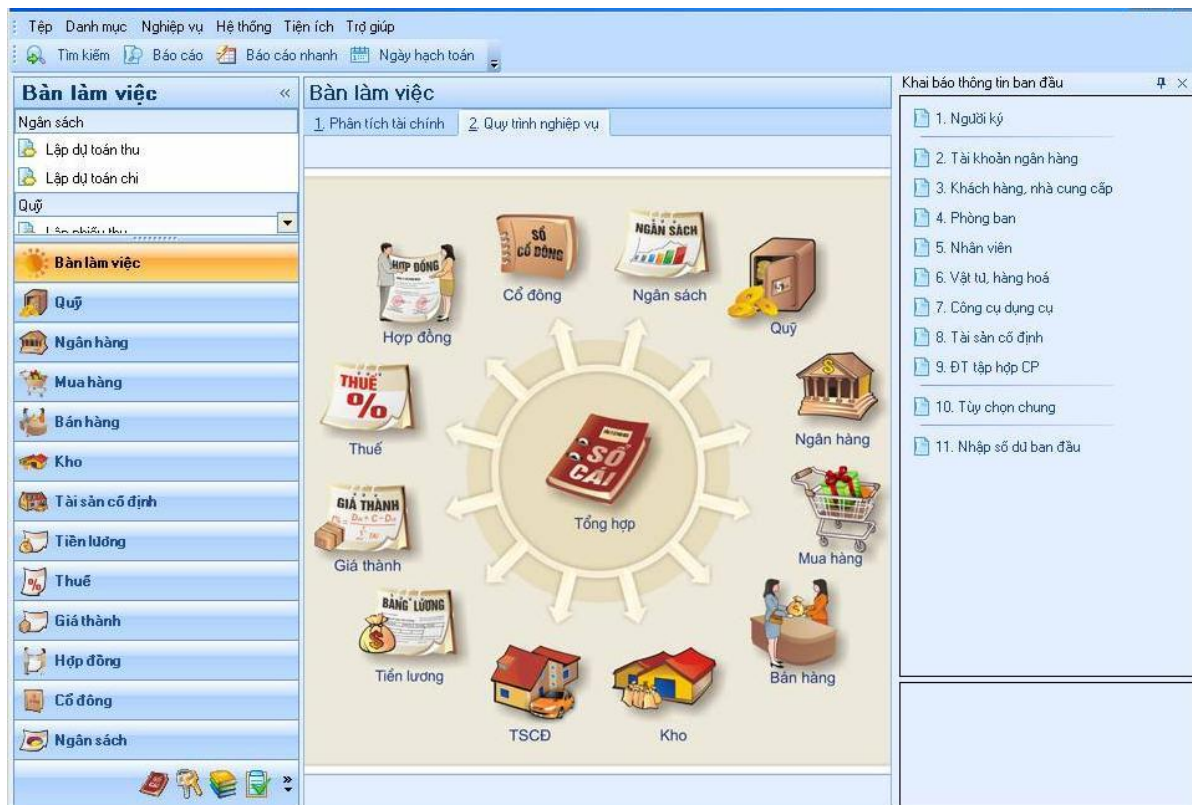 Tệp Danh mục Nghiệp vụ Hệ thống Tiện ích Trợ giúp
Tìm kiếm Báo cáo Báo cáo nhanh Ngày hạch toán
Bàn làm việc
Ngân sách
Lập dự toán thu
Lập dự toán chi
Quỹ
Lập phiếu thu
Bàn làm việc
Quỹ
Ngân hàng
Mua hàng
Bán hàng
Kho
Tài sản cố định
Tiền lương
Thuế
Giá thành
Hợp đồng
Cổ đông
Ngân sách
Bàn làm việc
1. Phân tích tài chính 2. Quy trình nghiệp vụ
HỢP ĐỒNG
Hợp đồng
SỔ
CỔ ĐÔNG
Cổ đông
NGÂN SÁCH
Ngân sách
Quỹ
Ngân hàng
Mua hàng
Bán hàng
Kho
TSCĐ
BẢNG LƯƠNG
Tiền lương
GIÁ THÀNH
Giá thành
THUẾ
%
Thuế
SỔ
CÁI
Tổng hợp
Khai báo thông tin ban đầu
1. Người ký
2. Tài khoản ngân hàng
3. Khách hàng, nhà cung cấp
4. Phòng ban
5. Nhân viên
6. Vật tư, hàng hoá
7. Công cụ dụng cụ
8. Tài sản cố định
9. ĐT tập hợp CP
10. Tùy chọn chung
11. Nhập số dư ban đầu